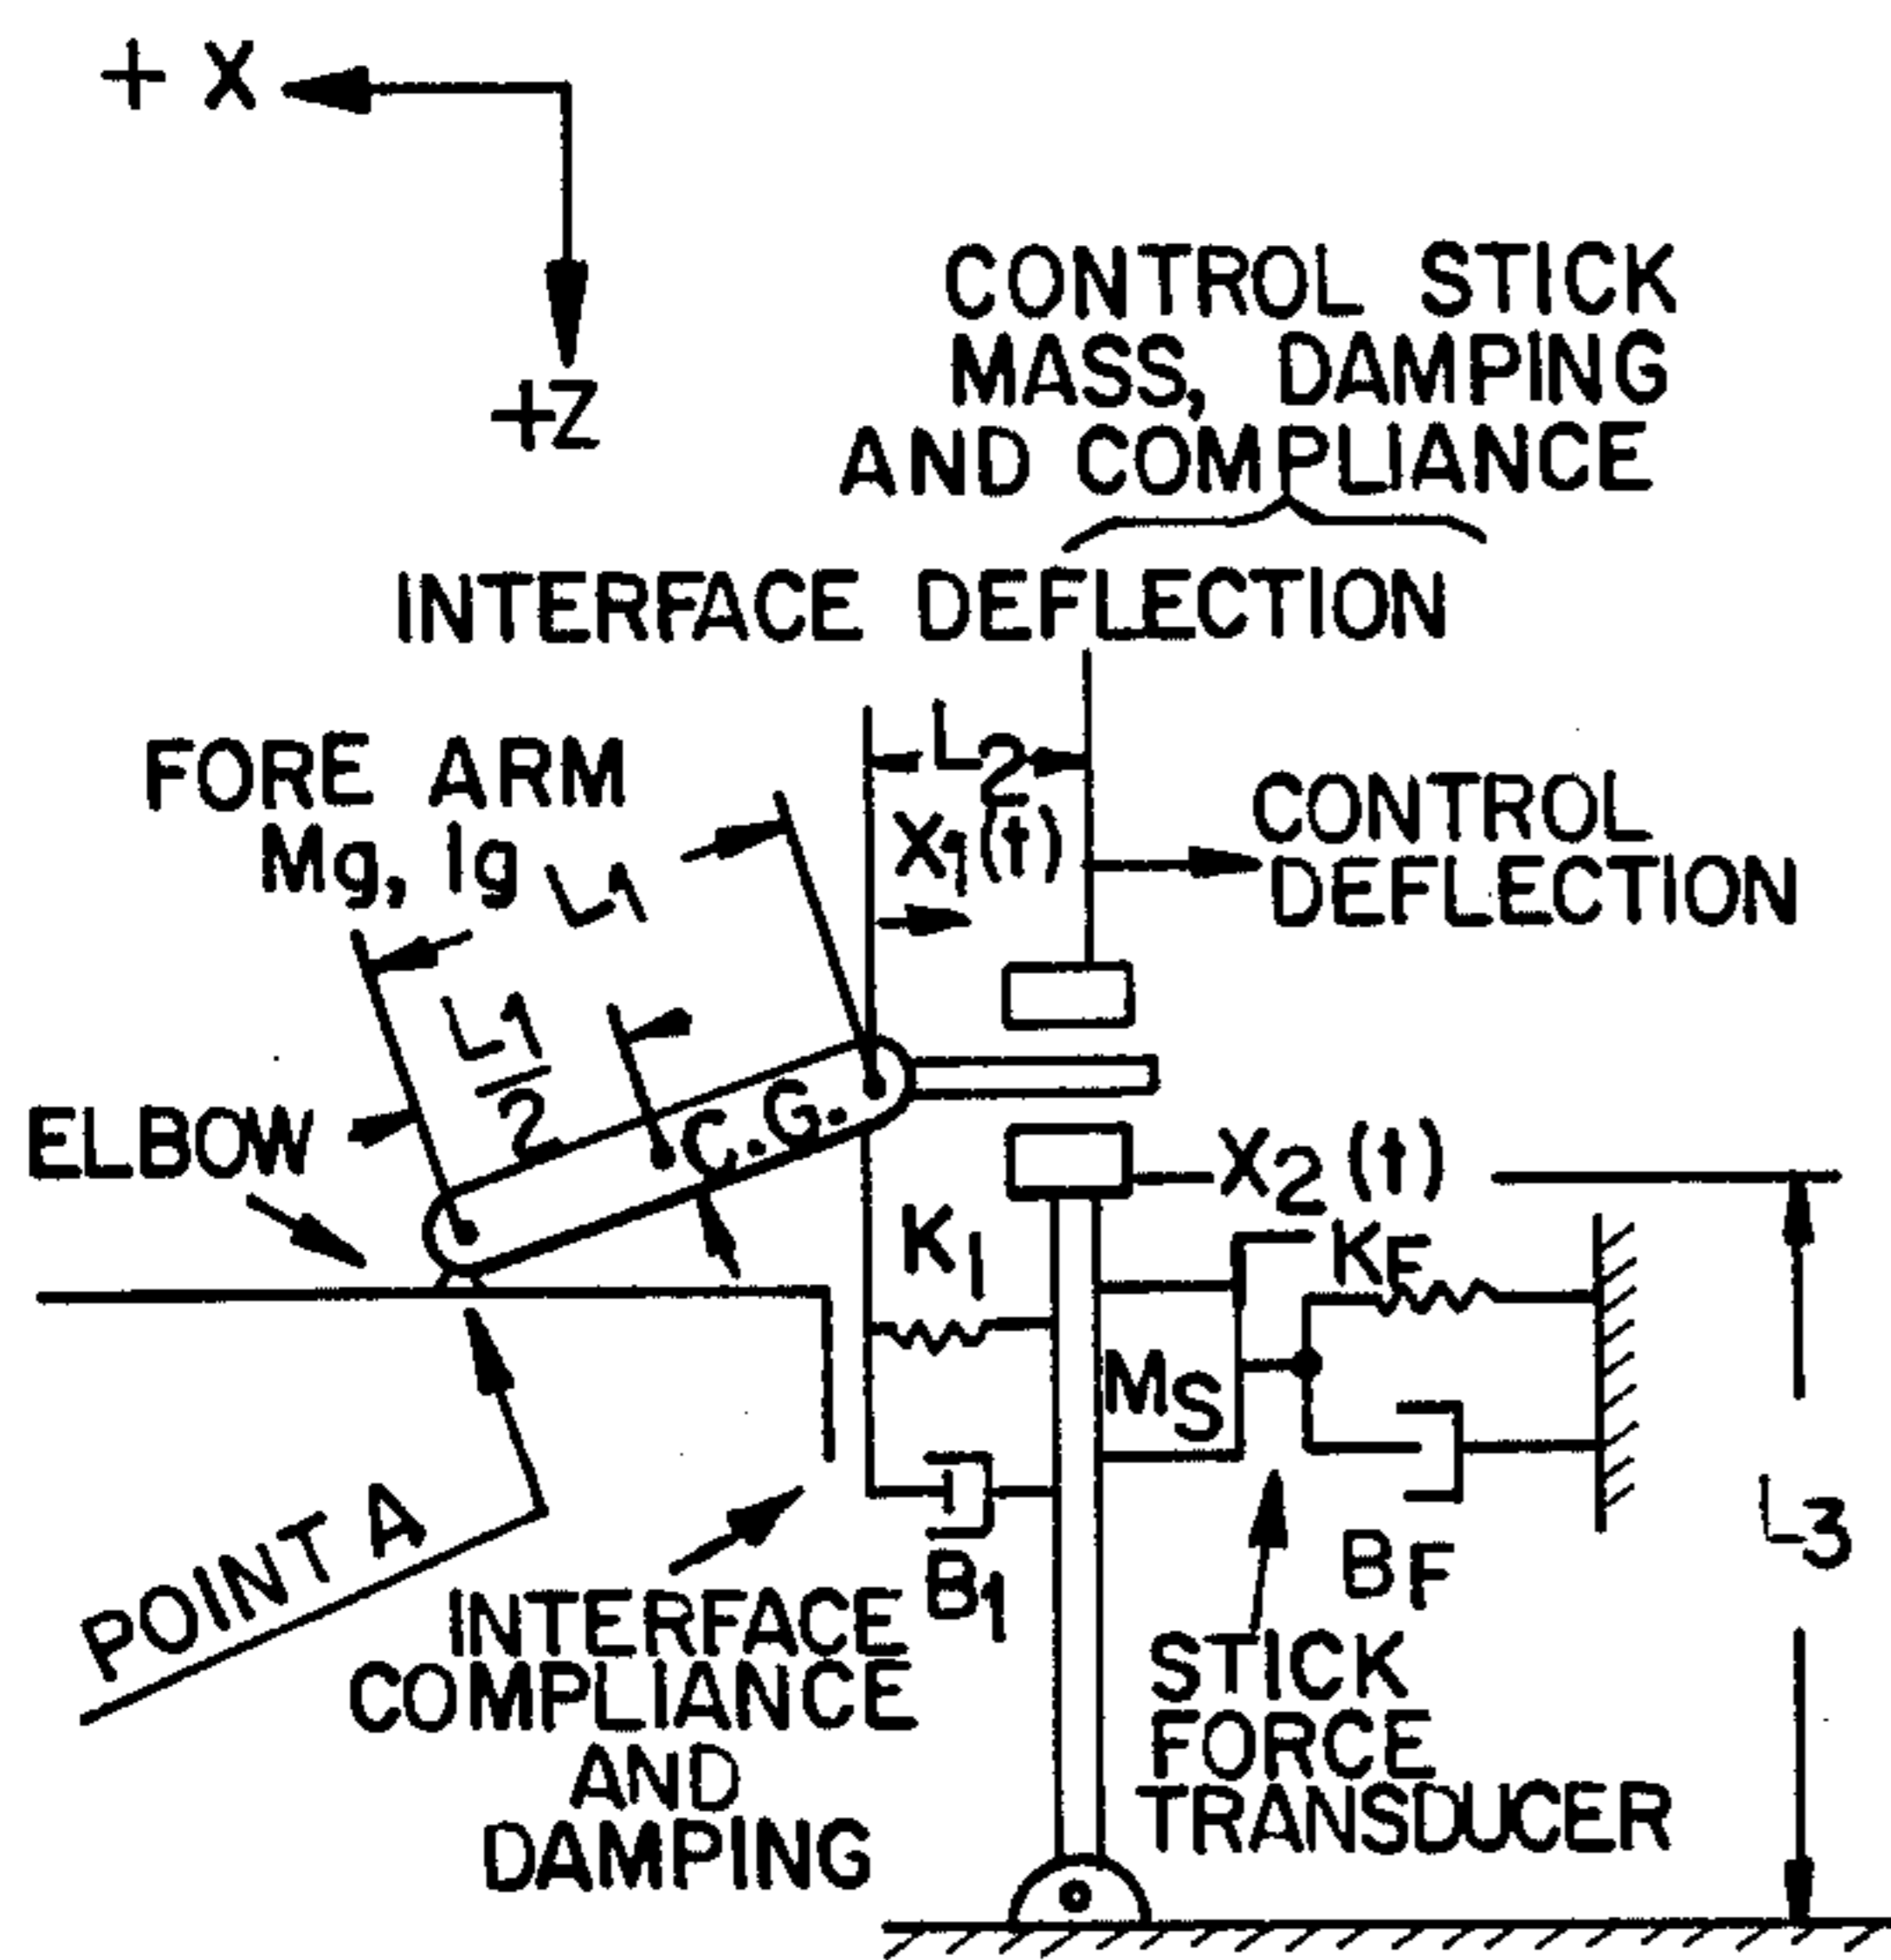 + X
+Z
CONTROL STICK
MASS, DAMPING
AND COMPLIANCE
INTERFACE DEFLECTION
FORE ARM
Mg, Ig
L1
L2
X1(t)
CONTROL
DEFLECTION
L1
2
C.G.
ELBOW
X2 (t)
K1
KF
MS
L3
POINT A
B1
BF
INTERFACE
COMPLIANCE
AND
DAMPING
STICK
FORCE
TRANSDUCER